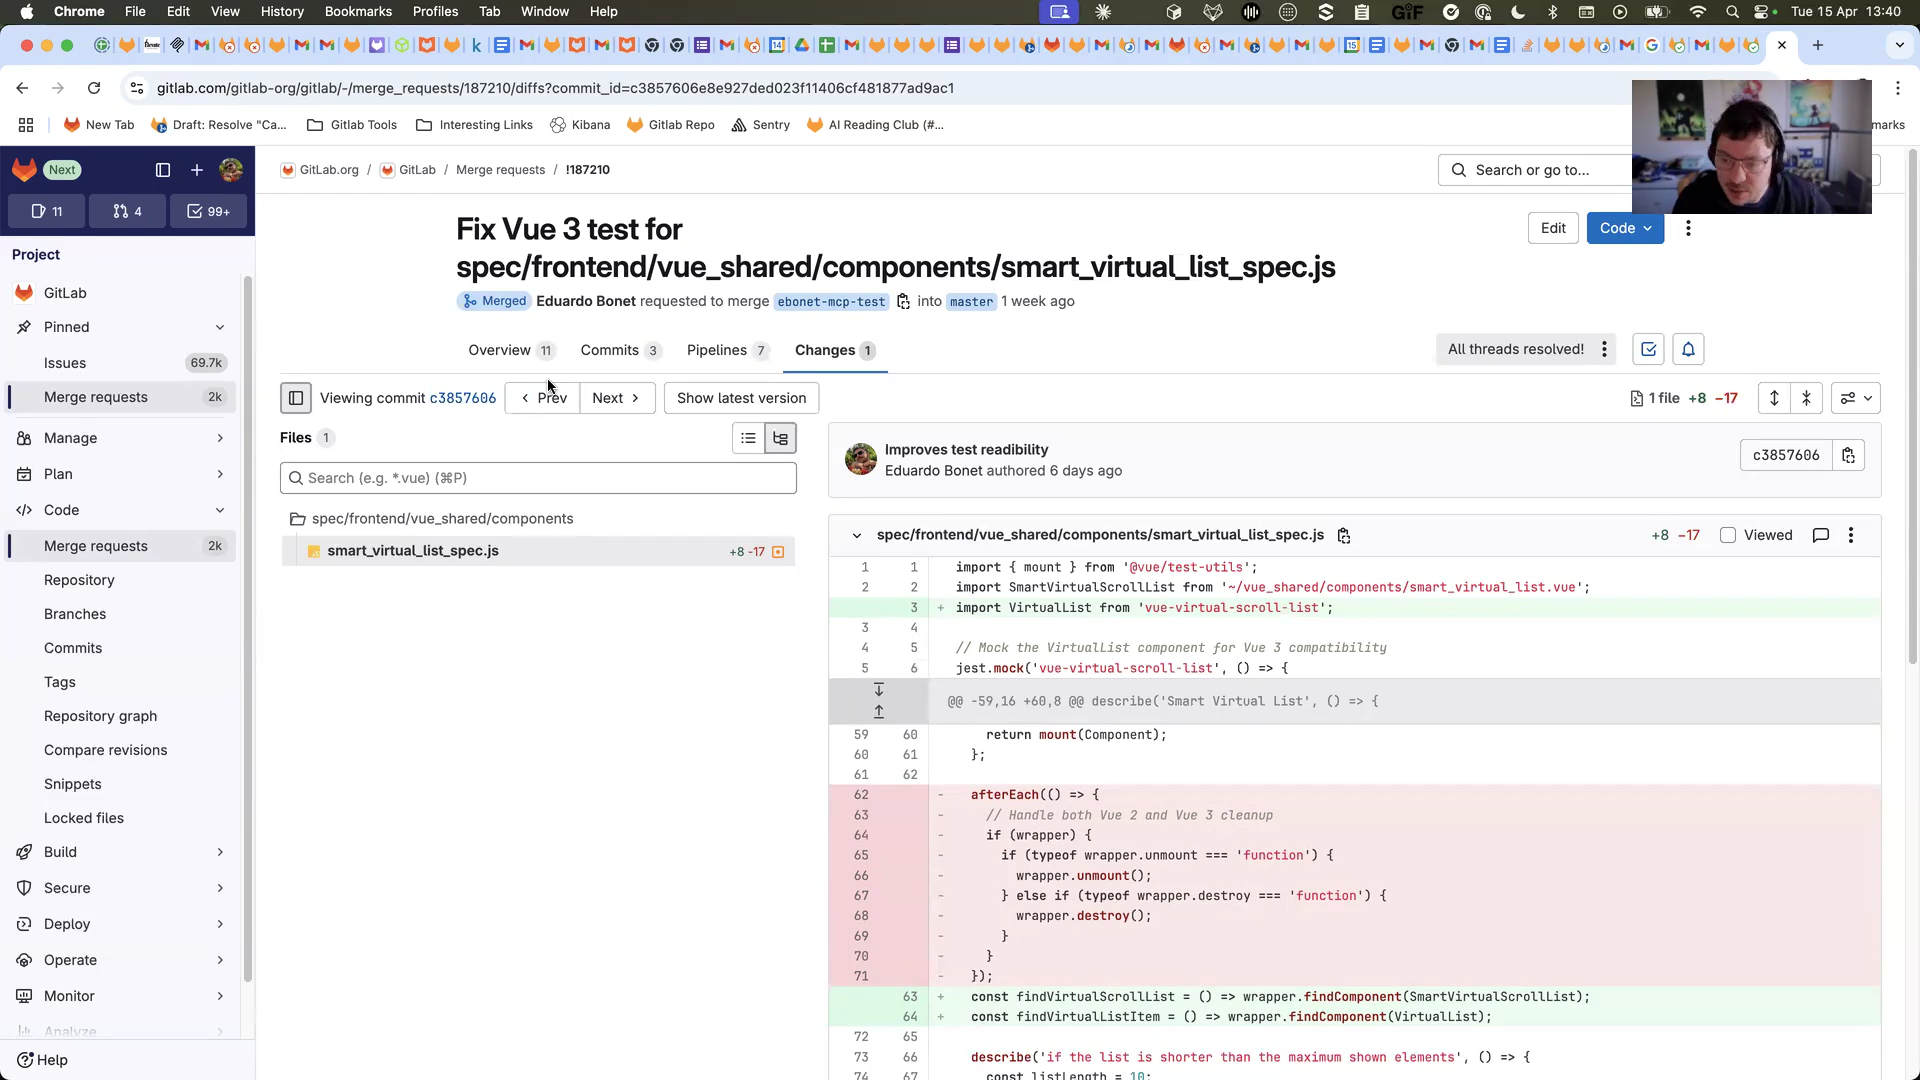 Chrome File Edit View History Bookmarks Profiles Tab Window Help GIF Tue 15 Apr 13:40
gitlab.com/gitlab-org/gitlab/-/merge_requests/187210/diffs?commit_id=c3857606e8e927ded023f11406cf481877ad9ac1
New Tab Draft: Resolve "Ca... Gitlab Tools Interesting Links Kibana Gitlab Repo Sentry AI Reading Club (#... marks
Next
GitLab.org / GitLab / Merge requests / !187210
Search or go to...
11 4 99+
Fix Vue 3 test for
spec/frontend/vue_shared/components/smart_virtual_list_spec.js
Edit Code
Merged Eduardo Bonet requested to merge ebonet-mcp-test into master 1 week ago
Overview 11 Commits 3 Pipelines 7 Changes 1
All threads resolved!
Viewing commit c3857606 Prev Next Show latest version
1 file +8 −17
Project
GitLab
Pinned
Issues 69.7k
Merge requests 2k
Manage
Plan
Code
Merge requests 2k
Repository
Branches
Commits
Tags
Repository graph
Compare revisions
Snippets
Locked files
Build
Secure
Deploy
Operate
Monitor
Analyze
Help
Files 1
Search (e.g. *.vue) (⌘P)
spec/frontend/vue_shared/components
smart_virtual_list_spec.js +8 -17
Improves test readibility
Eduardo Bonet authored 6 days ago
c3857606
spec/frontend/vue_shared/components/smart_virtual_list_spec.js +8 −17 Viewed
1 1 import { mount } from '@vue/test-utils';
2 2 import SmartVirtualScrollList from '~/vue_shared/components/smart_virtual_list.vue';
3 + import VirtualList from 'vue-virtual-scroll-list';
3 4
4 5 // Mock the VirtualList component for Vue 3 compatibility
5 6 jest.mock('vue-virtual-scroll-list', () => {
@@ -59,16 +60,8 @@ describe('Smart Virtual List', () => {
59 60 return mount(Component);
60 61 };
61 62
62 - afterEach(() => {
63 - // Handle both Vue 2 and Vue 3 cleanup
64 - if (wrapper) {
65 - if (typeof wrapper.unmount === 'function') {
66 - wrapper.unmount();
67 - } else if (typeof wrapper.destroy === 'function') {
68 - wrapper.destroy();
69 - }
70 - }
71 - });
63 + const findVirtualScrollList = () => wrapper.findComponent(SmartVirtualScrollList);
64 + const findVirtualListItem = () => wrapper.findComponent(VirtualList);
72 65
73 66 describe('if the list is shorter than the maximum shown elements', () => {
74 67 const listLength = 10;